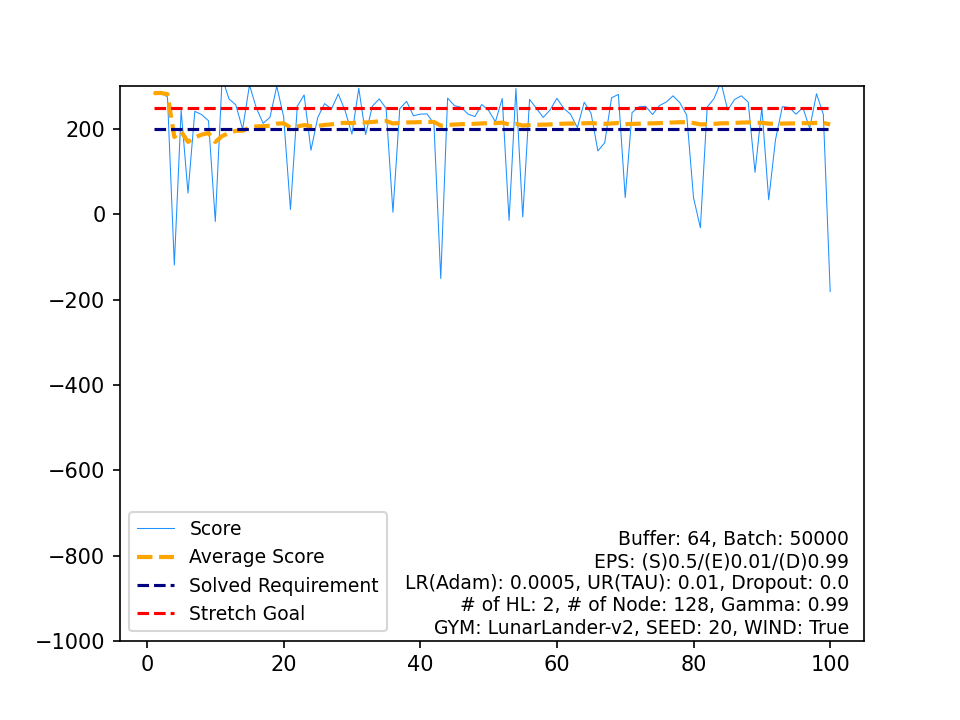 200
0
−200
−400
−600
−800
−1000
0
20
40
60
80
100
Score
Average Score
Solved Requirement
Stretch Goal
Buffer: 64, Batch: 50000
EPS: (S)0.5/(E)0.01/(D)0.99
LR(Adam): 0.0005, UR(TAU): 0.01, Dropout: 0.0
# of HL: 2, # of Node: 128, Gamma: 0.99
GYM: LunarLander-v2, SEED: 20, WIND: True